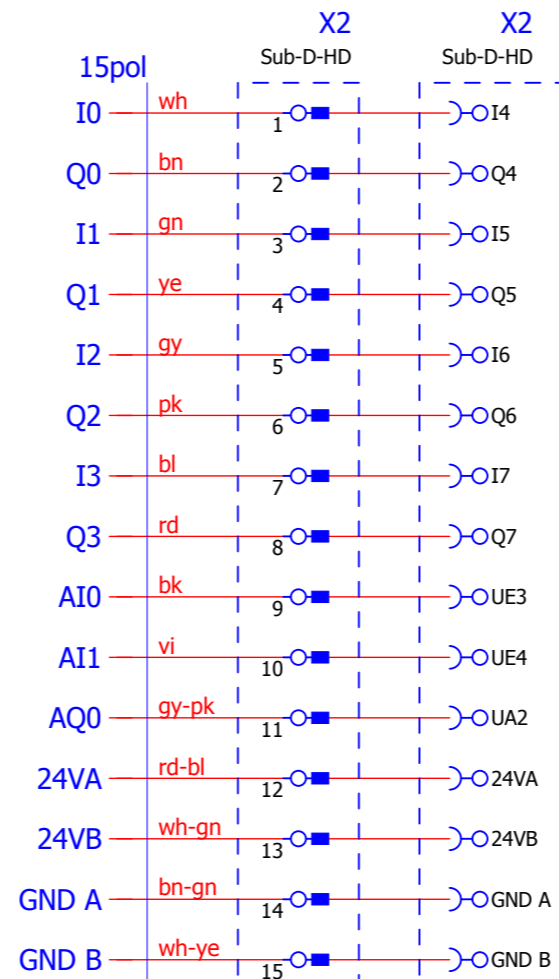 X2 X2
Sub-D-HD Sub-D-HD
15pol
I0 wh 1 I4
Q0 bn 2 Q4
I1 gn 3 I5
Q1 ye 4 Q5
I2 gy 5 I6
Q2 pk 6 Q6
I3 bl 7 I7
Q3 rd 8 Q7
AI0 bk 9 UE3
AI1 vi 10 UE4
AQ0 gy-pk 11 UA2
24VA rd-bl 12 24VA
24VB wh-gn 13 24VB
GND A bn-gn 14 GND A
GND B wh-ye 15 GND B